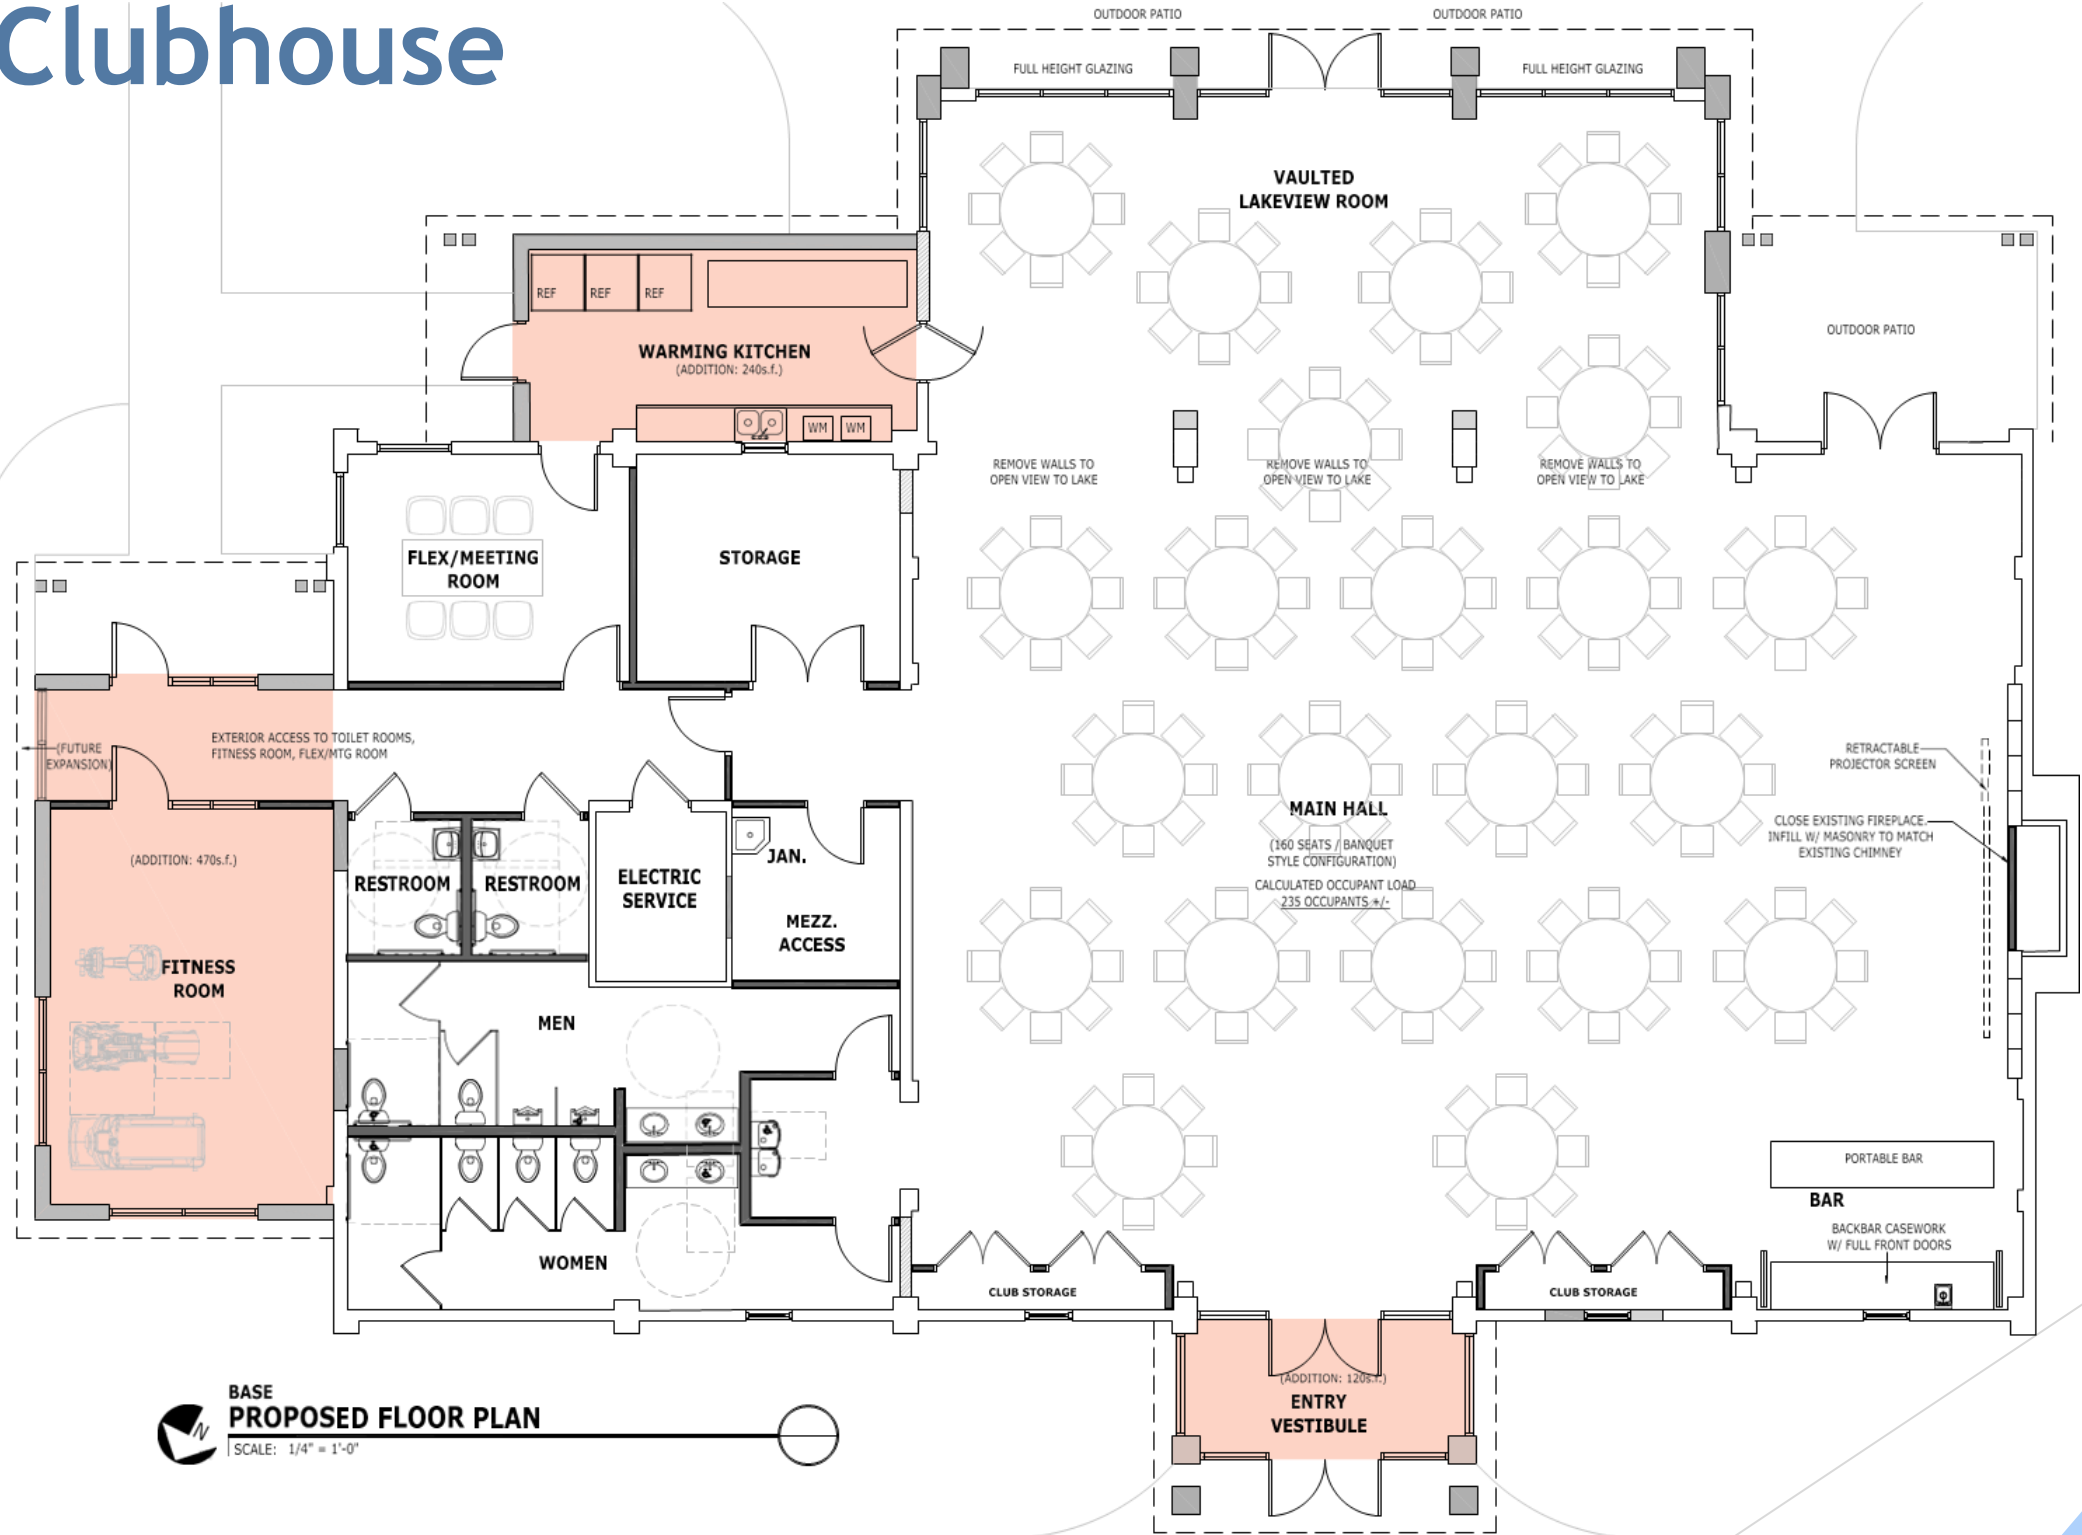 Clubhouse
OUTDOOR PATIO
OUTDOOR PATIO
FULL HEIGHT GLAZING
FULL HEIGHT GLAZING
VAULTED
LAKEVIEW ROOM
REF
REF
REF
WARMING KITCHEN
(ADDITION: 240s.f.)
OUTDOOR PATIO
WM
WM
REMOVE WALLS TO
OPEN VIEW TO LAKE
REMOVE WALLS TO
OPEN VIEW TO LAKE
REMOVE WALLS TO
OPEN VIEW TO LAKE
FLEX/MEETING
ROOM
STORAGE
EXTERIOR ACCESS TO TOILET ROOMS,
FITNESS ROOM, FLEX/MTG ROOM
(FUTURE
EXPANSION)
RETRACTABLE
PROJECTOR SCREEN
MAIN HALL
(160 SEATS / BANQUET
STYLE CONFIGURATION)
CALCULATED OCCUPANT LOAD
235 OCCUPANTS +/-
CLOSE EXISTING FIREPLACE.
INFILL W/ MASONRY TO MATCH
EXISTING CHIMNEY
(ADDITION: 470s.f.)
JAN.
RESTROOM
RESTROOM
ELECTRIC
SERVICE
MEZZ.
ACCESS
FITNESS
ROOM
MEN
PORTABLE BAR
BAR
BACKBAR CASEWORK
W/ FULL FRONT DOORS
WOMEN
CLUB STORAGE
CLUB STORAGE
(ADDITION: 120s.f.)
ENTRY
VESTIBULE
N
BASE
PROPOSED FLOOR PLAN
SCALE: 1/4" = 1'-0"